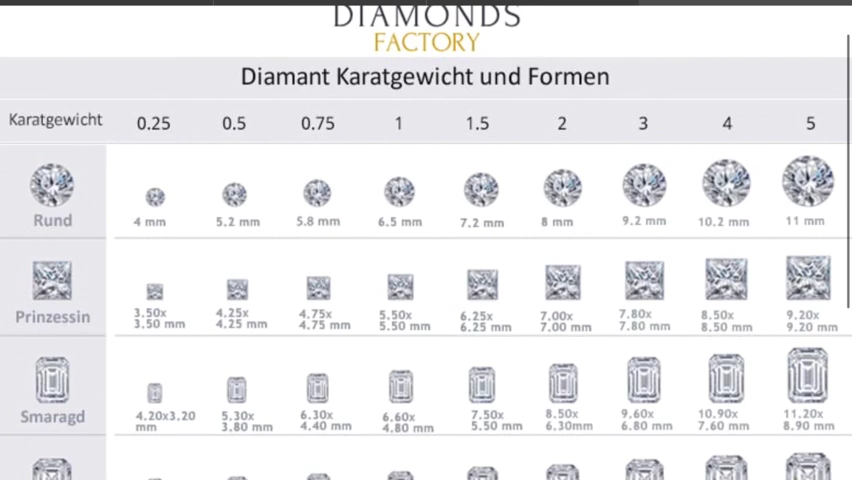 DIAMONDS
FACTORY
Diamant Karatgewicht und Formen
Karatgewicht 0.25 0.5 0.75 1 1.5 2 3 4 5
Rund 4 mm 5.2 mm 5.8 mm 6.5 mm 7.2 mm 8 mm 9.2 mm 10.2 mm 11 mm
Prinzessin 3.50x 4.25x 4.75x 5.50x 6.25x 7.00x 7.80x 8.50x 9.20x
3.50 mm 4.25 mm 4.75 mm 5.50 mm 6.25 mm 7.00 mm 7.80 mm 8.50 mm 9.20 mm
Smaragd 4.20x3.20 5.30x 6.30x 6.60x 7.50x 8.50x 9.60x 10.90x 11.20x
mm 3.80 mm 4.40 mm 4.80 mm 5.50 mm 6.30mm 6.80 mm 7.60 mm 8.90 mm